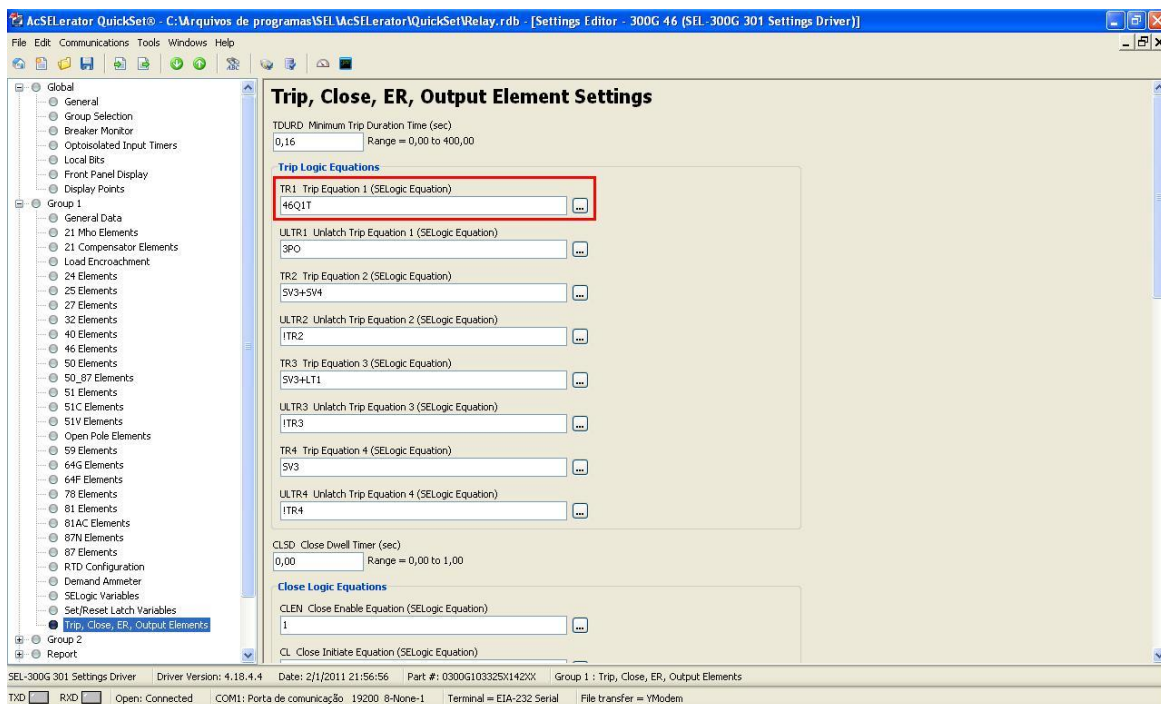 AcSELerator QuickSet® - C:\Arquivos de programas\SEL\AcSELerator\QuickSet\Relay.rdb - [Settings Editor - 300G 46 (SEL-300G 301 Settings Driver)]
File Edit Communications Tools Windows Help
Global
General
Group Selection
Breaker Monitor
Optoisolated Input Timers
Local Bits
Front Panel Display
Display Points
Group 1
General Data
21 Mho Elements
21 Compensator Elements
Load Encroachment
24 Elements
25 Elements
27 Elements
32 Elements
40 Elements
46 Elements
50 Elements
50_87 Elements
51 Elements
51C Elements
51V Elements
Open Pole Elements
59 Elements
64G Elements
64F Elements
78 Elements
81 Elements
81AC Elements
87N Elements
87 Elements
RTD Configuration
Demand Ammeter
SELogic Variables
Set/Reset Latch Variables
Trip, Close, ER, Output Elements
Group 2
Report
Trip, Close, ER, Output Element Settings
TDURD Minimum Trip Duration Time (sec)
0,16 Range = 0,00 to 400,00
Trip Logic Equations
TR1 Trip Equation 1 (SELogic Equation)
46Q1T ...
ULTR1 Unlatch Trip Equation 1 (SELogic Equation)
3PO ...
TR2 Trip Equation 2 (SELogic Equation)
SV3+SV4 ...
ULTR2 Unlatch Trip Equation 2 (SELogic Equation)
!TR2 ...
TR3 Trip Equation 3 (SELogic Equation)
SV3+LT1 ...
ULTR3 Unlatch Trip Equation 3 (SELogic Equation)
!TR3 ...
TR4 Trip Equation 4 (SELogic Equation)
SV3 ...
ULTR4 Unlatch Trip Equation 4 (SELogic Equation)
!TR4 ...
CLSD Close Dwell Timer (sec)
0,00 Range = 0,00 to 1,00
Close Logic Equations
CLEN Close Enable Equation (SELogic Equation)
1 ...
CL Close Initiate Equation (SELogic Equation)
SEL-300G 301 Settings Driver Driver Version: 4.18.4.4 Date: 2/1/2011 21:56:56 Part #: 0300G103325X142XX Group 1 : Trip, Close, ER, Output Elements
TXD RXD Open: Connected COM1: Porta de comunicação 19200 8-None-1 Terminal = EIA-232 Serial File transfer = YModem